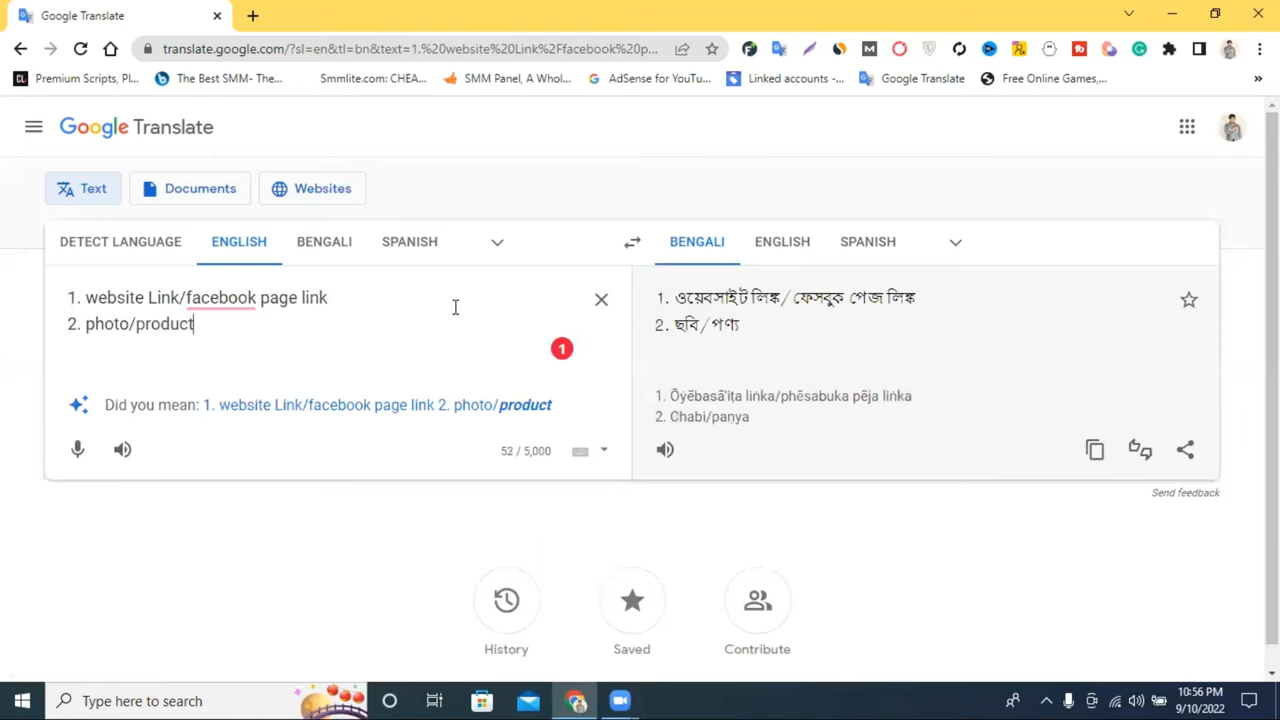 Google Translate
translate.google.com/?sl=en&tl=bn&text=1.%20website%20Link%2Ffacebook%20p...
Premium Scripts, Pl...
The Best SMM- The...
Smmlite.com: CHEA...
SMM Panel, A Whol...
AdSense for YouTu...
Linked accounts -...
Google Translate
Free Online Games,...
Google Translate
Text
Documents
Websites
DETECT LANGUAGE
ENGLISH
BENGALI
SPANISH
BENGALI
ENGLISH
SPANISH
1. website Link/facebook page link
2. photo/product
1
Did you mean: 1. website Link/facebook page link 2. photo/product
52 / 5,000
1. ওয়েবসাইট লিঙ্ক/ফেসবুক পেজ লিঙ্ক
2. ছবি/পণ্য
1. Ōẏēbasā'iṭa liṅka/phēsabuka pēja liṅka
2. Chabi/paṇya
Send feedback
History
Saved
Contribute
Type here to search
10:56 PM
9/10/2022